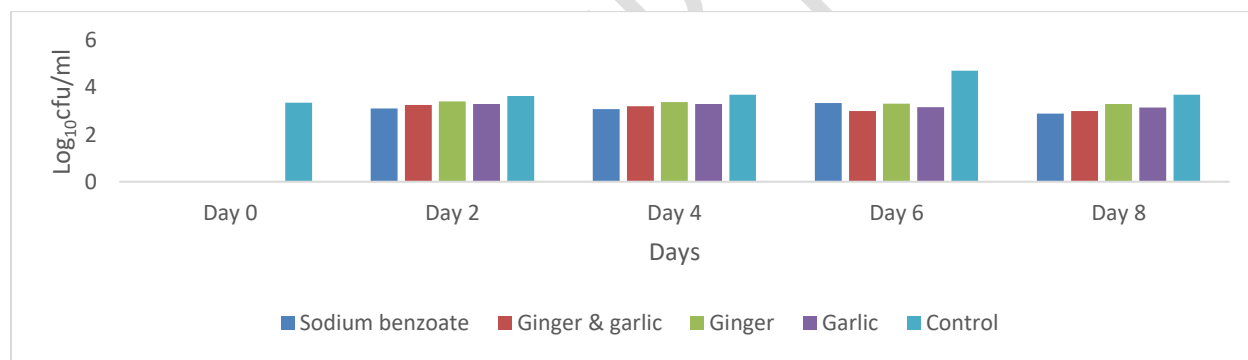 6
4
2
0
Log₁₀cfu/ml
Day 0 Day 2 Day 4 Day 6 Day 8
Days
Sodium benzoate Ginger & garlic Ginger Garlic Control